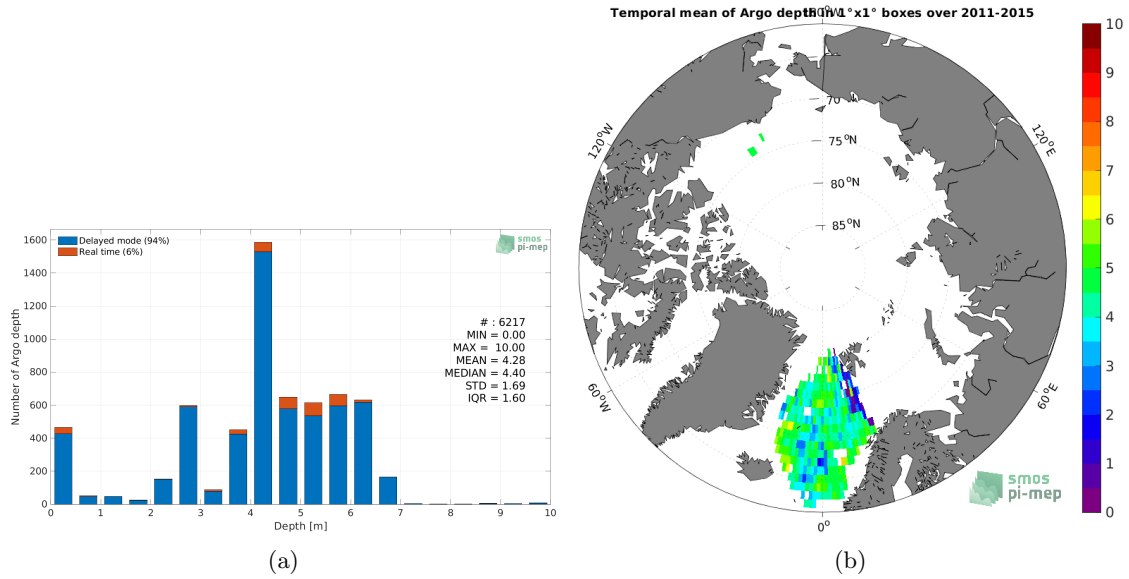 Delayed mode (94%)
Real time (6%)
smos
pi-mep
# : 6217
MIN = 0.00
MAX = 10.00
MEAN = 4.28
MEDIAN = 4.40
STD = 1.69
IQR = 1.60
Number of Argo depth
1600
1400
1200
1000
800
600
400
200
0
0 1 2 3 4 5 6 7 8 9 10
Depth [m]
(a)
Temporal mean of Argo depth in 1°x1° boxes over 2011-2015
180°W
70°N
75°N
80°N
85°N
120°W
120°E
60°W
60°E
0°
smos
pi-mep
10
9
8
7
6
5
4
3
2
1
0
(b)